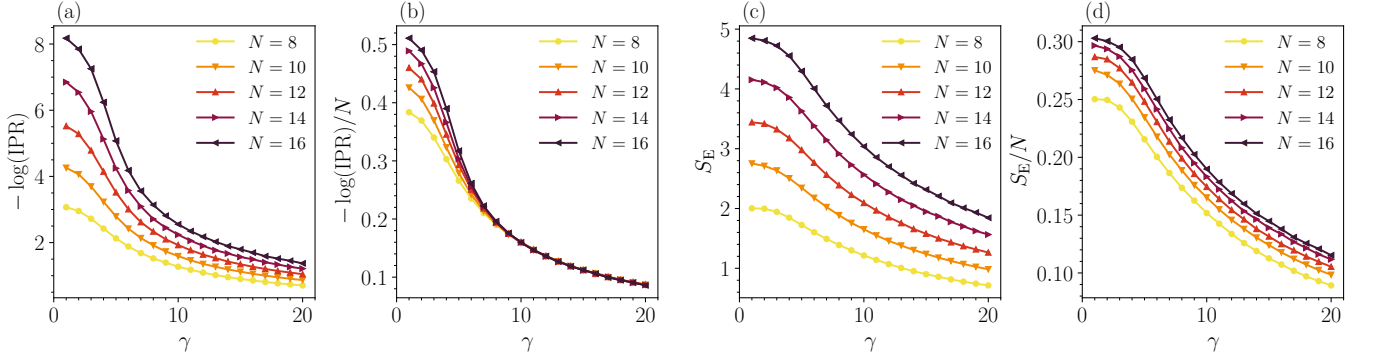 (a)
− log(IPR)
8
6
4
2
0
10
20
γ
N = 8
N = 10
N = 12
N = 14
N = 16
(b)
− log(IPR)/N
0.5
0.4
0.3
0.2
0.1
0
10
20
γ
N = 8
N = 10
N = 12
N = 14
N = 16
(c)
S_E
5
4
3
2
1
0
10
20
γ
N = 8
N = 10
N = 12
N = 14
N = 16
(d)
S_E/N
0.30
0.25
0.20
0.15
0.10
0
10
20
γ
N = 8
N = 10
N = 12
N = 14
N = 16